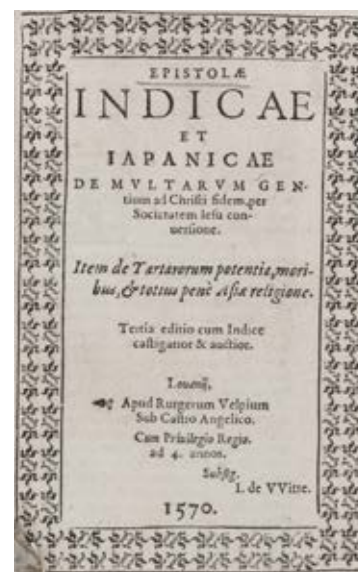 EPISTOLÆ
INDICAE
ET
IAPANICAE
DE MVLTARVM GEN-
tium ad Christi fidem, per
Societatem Iesu con-
uersione.
Item de Tartarorum potentia, mori-
bus, & totius penè Asiæ religione.
Tertia editio cum Indice
castigatior & auctior.
Louanij,
Apud Rutgerum Velpium
Sub Castro Angelico.
Cum Priuilegio Regio.
ad 4. annos.
Subsig.
I. de VVitte.
1570.